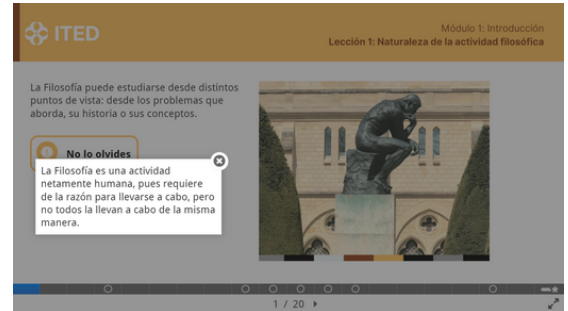 ITED
Módulo 1: Introducción
Lección 1: Naturaleza de la actividad filosófica
La Filosofía puede estudiarse desde distintos
puntos de vista: desde los problemas que
aborda, su historia o sus conceptos.
No lo olvides
La Filosofía es una actividad
netamente humana, pues requiere
de la razón para llevarse a cabo, pero
no todos la llevan a cabo de la misma
manera.
1 / 20